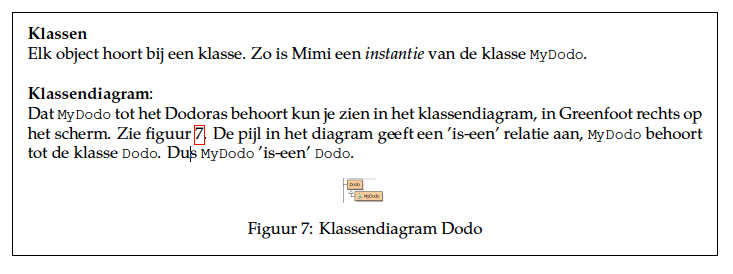 Klassen
Elk object hoort bij een klasse. Zo is Mimi een instantie van de klasse MyDodo.
Klassendiagram:
Dat MyDodo tot het Dodoras behoort kun je zien in het klassendiagram, in Greenfoot rechts op
het scherm. Zie figuur 7. De pijl in het diagram geeft een 'is-een' relatie aan, MyDodo behoort
tot de klasse Dodo. Dus MyDodo 'is-een' Dodo.
Dodo
MyDodo
Figuur 7: Klassendiagram Dodo